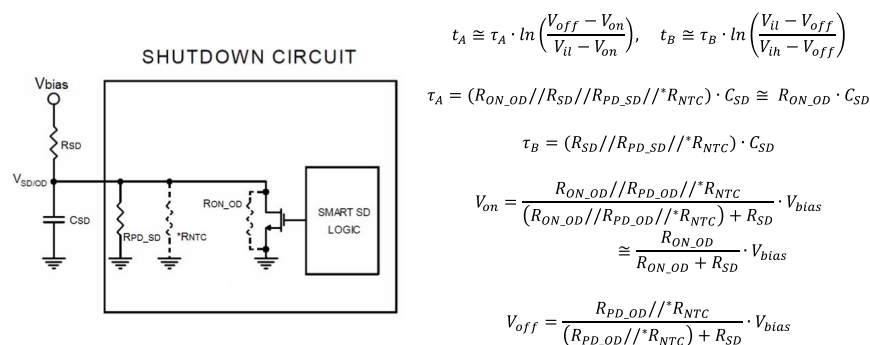 SHUTDOWN CIRCUIT
Vbias
RSD
VSD/OD
CSD
RPD_SD
*RNTC
RON_OD
SMART SD
LOGIC
t_A ≅ τ_A · ln((V_off − V_on)/(V_il − V_on)), t_B ≅ τ_B · ln((V_il − V_off)/(V_ih − V_off))
τ_A = (R_ON_OD//R_SD//R_PD_SD//*R_NTC) · C_SD ≅ R_ON_OD · C_SD
τ_B = (R_SD//R_PD_SD//*R_NTC) · C_SD
V_on = (R_ON_OD//R_PD_OD//*R_NTC)/((R_ON_OD//R_PD_OD//*R_NTC) + R_SD) · V_bias
≅ R_ON_OD/(R_ON_OD + R_SD) · V_bias
V_off = (R_PD_OD//*R_NTC)/((R_PD_OD//*R_NTC) + R_SD) · V_bias